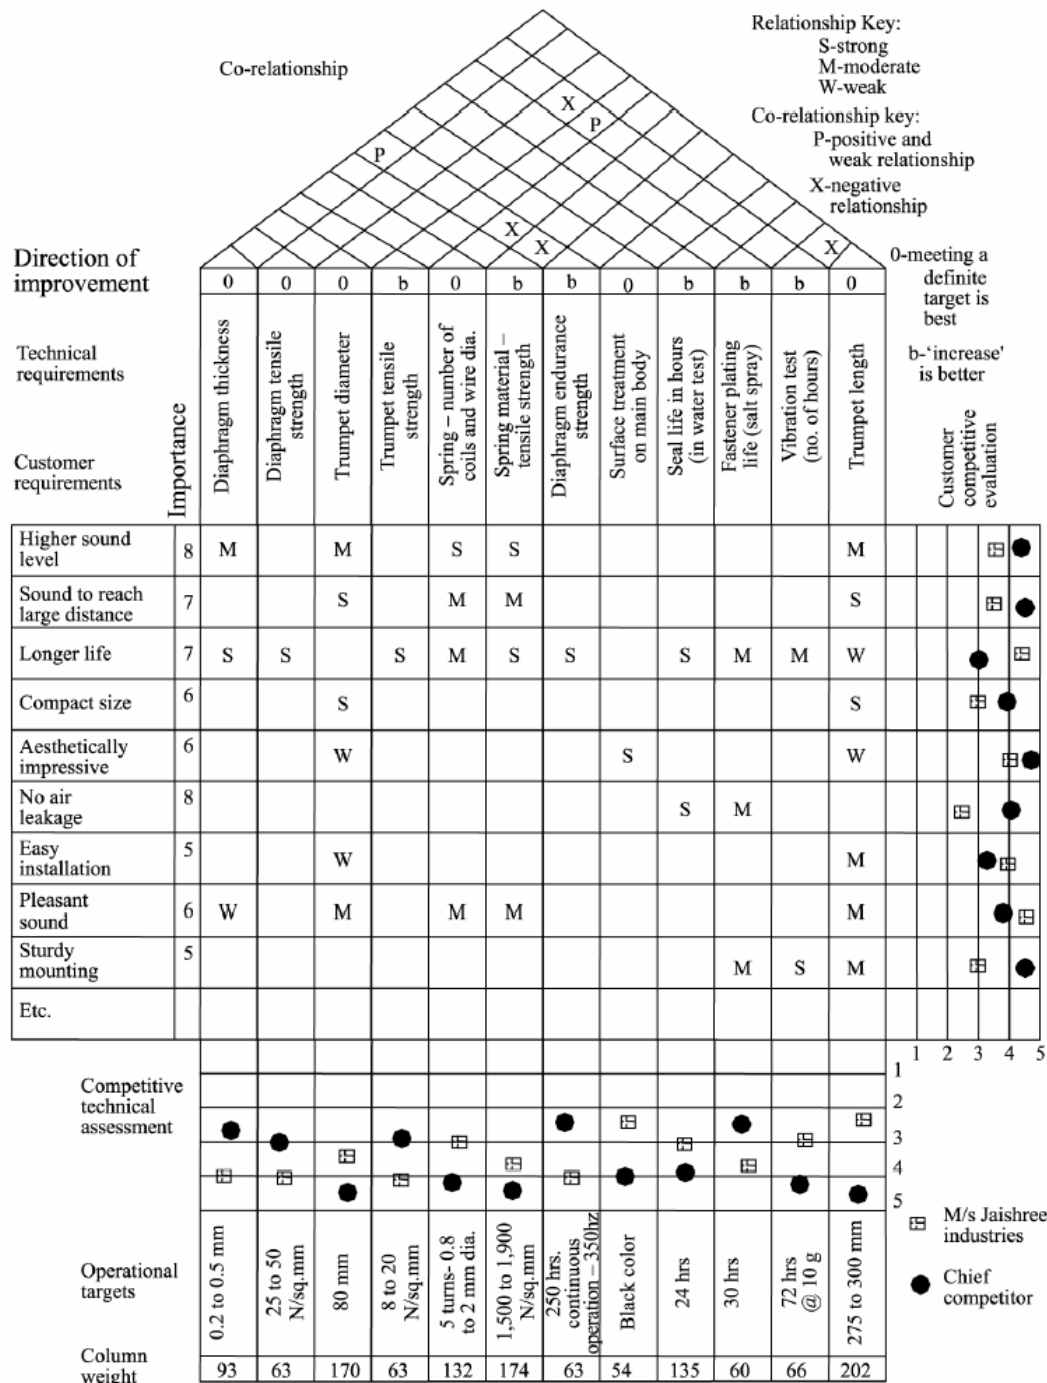 Co-relationship
Relationship Key:
S-strong
M-moderate
W-weak
Co-relationship key:
P-positive and
weak relationship
X-negative
relationship
X
P
P
X
X
X
0-meeting a
definite
target is
best
b-‘increase'
is better
Direction of
improvement
0 0 0 b 0 b b 0 b b b 0
Technical
requirements
Customer
requirements
Importance
Diaphragm thickness
Diaphragm tensile
strength
Trumpet diameter
Trumpet tensile
strength
Spring – number of
coils and wire dia.
Spring material –
tensile strength
Diaphragm endurance
strength
Surface treatment
on main body
Seal life in hours
(in water test)
Fastener plating
life (salt spray)
Vibration test
(no. of hours)
Trumpet length
Customer
competitive
evaluation
Higher sound
level
8 M M S S M
Sound to reach
large distance
7 S M M S
Longer life 7 S S S M S S S M M W
Compact size 6 S S
Aesthetically
impressive
6 W S W
No air
leakage
8 S M
Easy
installation
5 W M
Pleasant
sound
6 W M M M M
Sturdy
mounting
5 M S M
Etc.
1 2 3 4 5
Competitive
technical
assessment
1
2
3
4
5
M/s Jaishree
industries
Chief
competitor
Operational
targets
0.2 to 0.5 mm
25 to 50
N/sq.mm
80 mm
8 to 20
N/sq.mm
5 turns- 0.8
to 2 mm dia.
1,500 to 1,900
N/sq.mm
250 hrs.
continuous
operation – 350hz
Black color
24 hrs
30 hrs
72 hrs
@ 10 g
275 to 300 mm
Column
weight
93 63 170 63 132 174 63 54 135 60 66 202